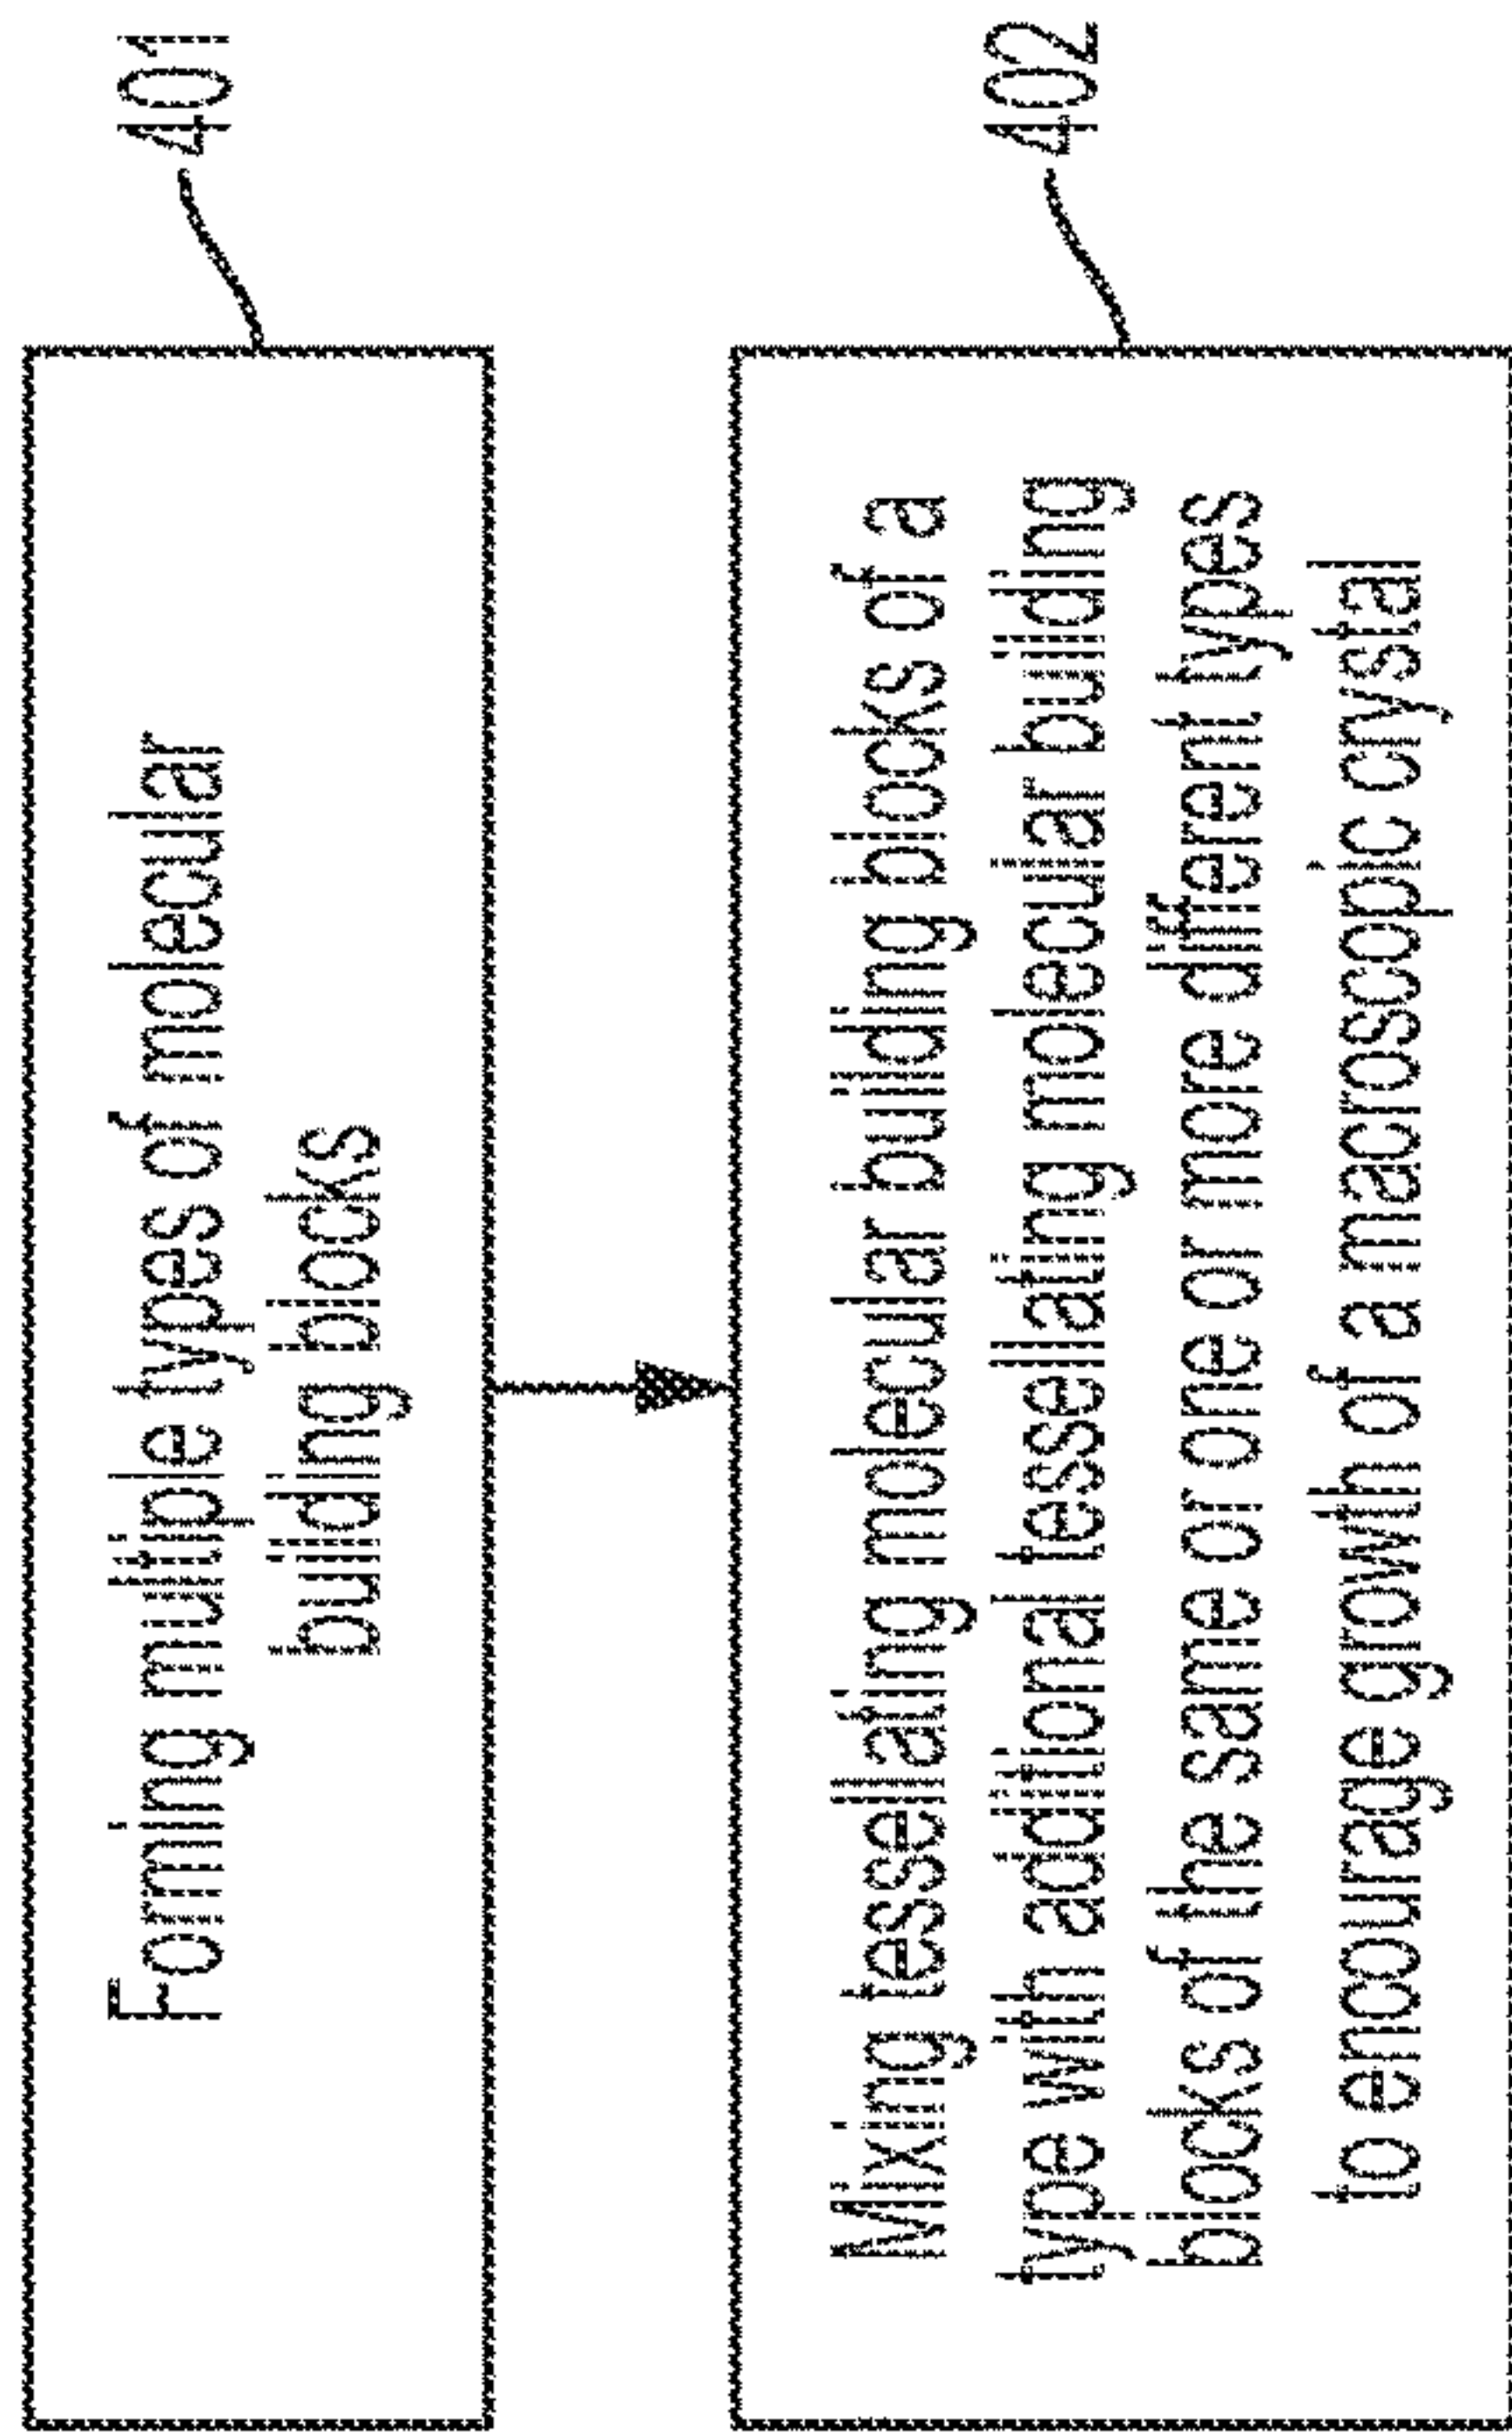 Forming multiple types of molecular
building blocks
401
Mixing tessellating molecular building blocks of a
type with additional tessellating molecular building
blocks of the same or one or more different types
to encourage growth of a macroscopic crystal
402